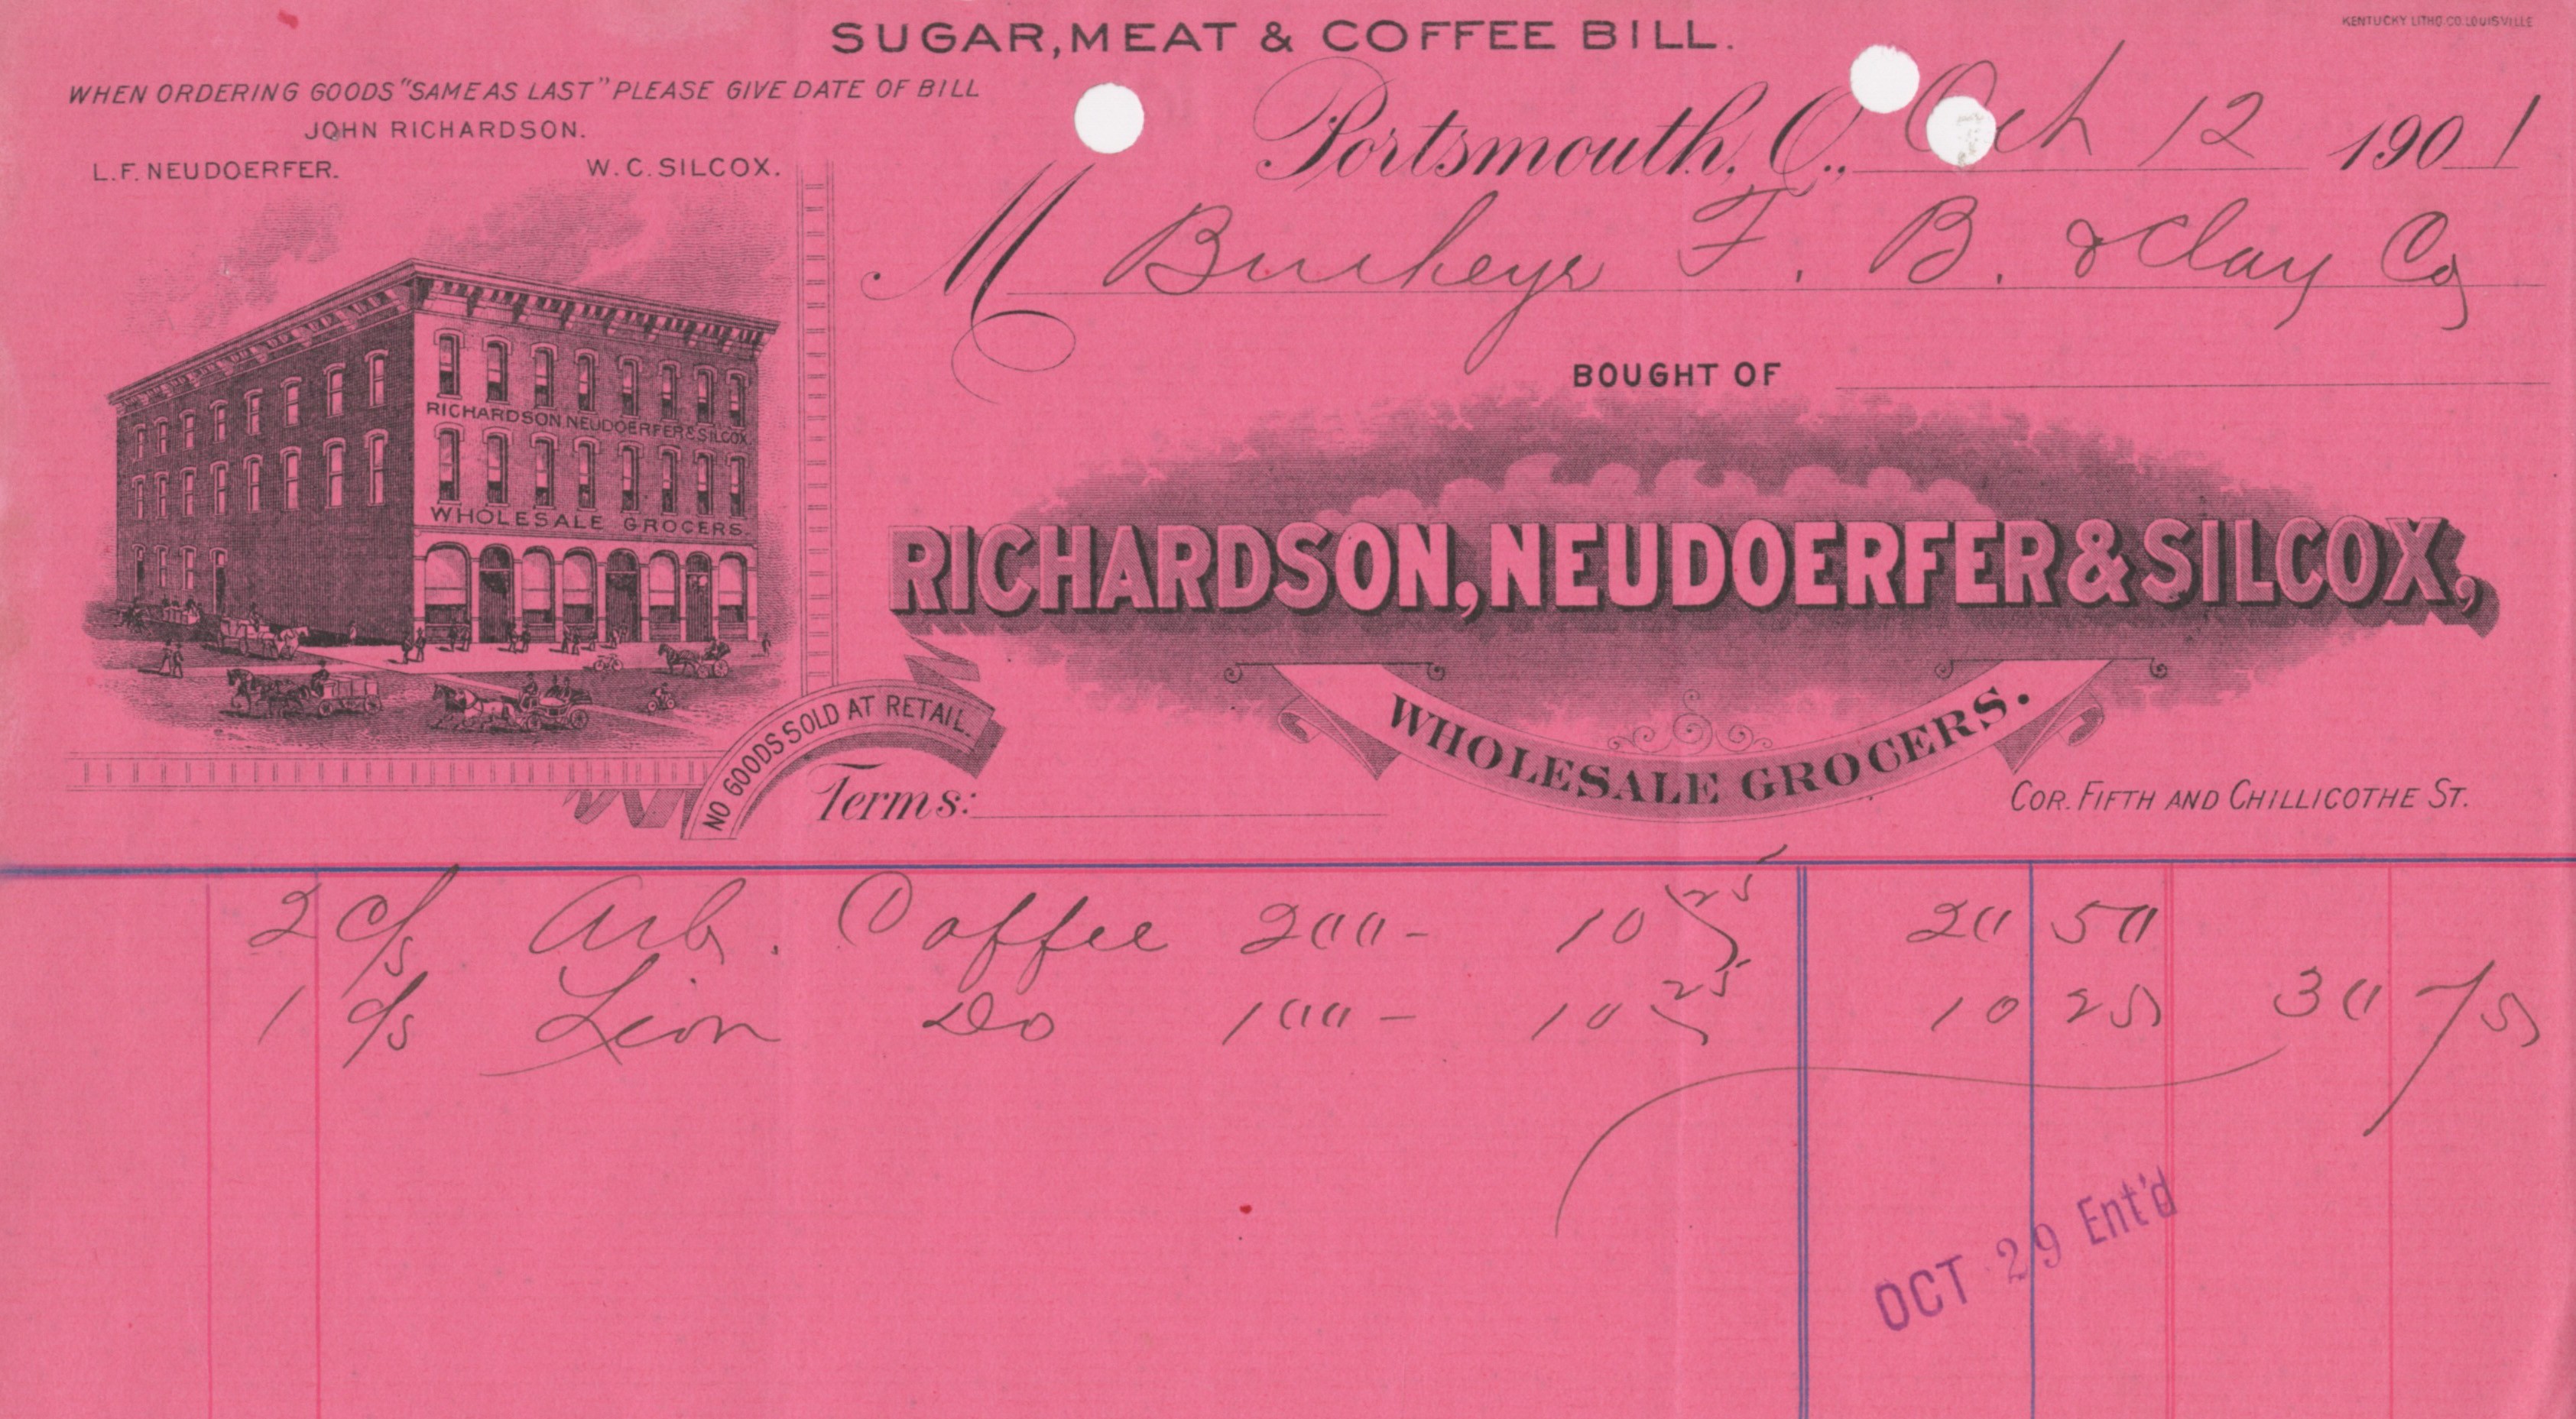 SUGAR, MEAT & COFFEE BILL.
KENTUCKY LITHO.CO.LOUISVILLE
WHEN ORDERING GOODS "SAME AS LAST" PLEASE GIVE DATE OF BILL
JOHN RICHARDSON.
L.F. NEUDOERFER. W.C. SILCOX.
Portsmouth, O., Oct 12 1901
M Buckeye F. B. & Clay Co
BOUGHT OF
RICHARDSON, NEUDOERFER & SILCOX
WHOLESALE GROCERS.
RICHARDSON, NEUDOERFER & SILCOX,
WHOLESALE GROCERS.
NO GOODS SOLD AT RETAIL.
Terms:
COR. FIFTH AND CHILLICOTHE ST.
2 c/s Arb. Coffee 200 - 10 25 20 50
1 c/s Lion Do 100 - 10 25 10 25 30 75
OCT 29 Ent'd